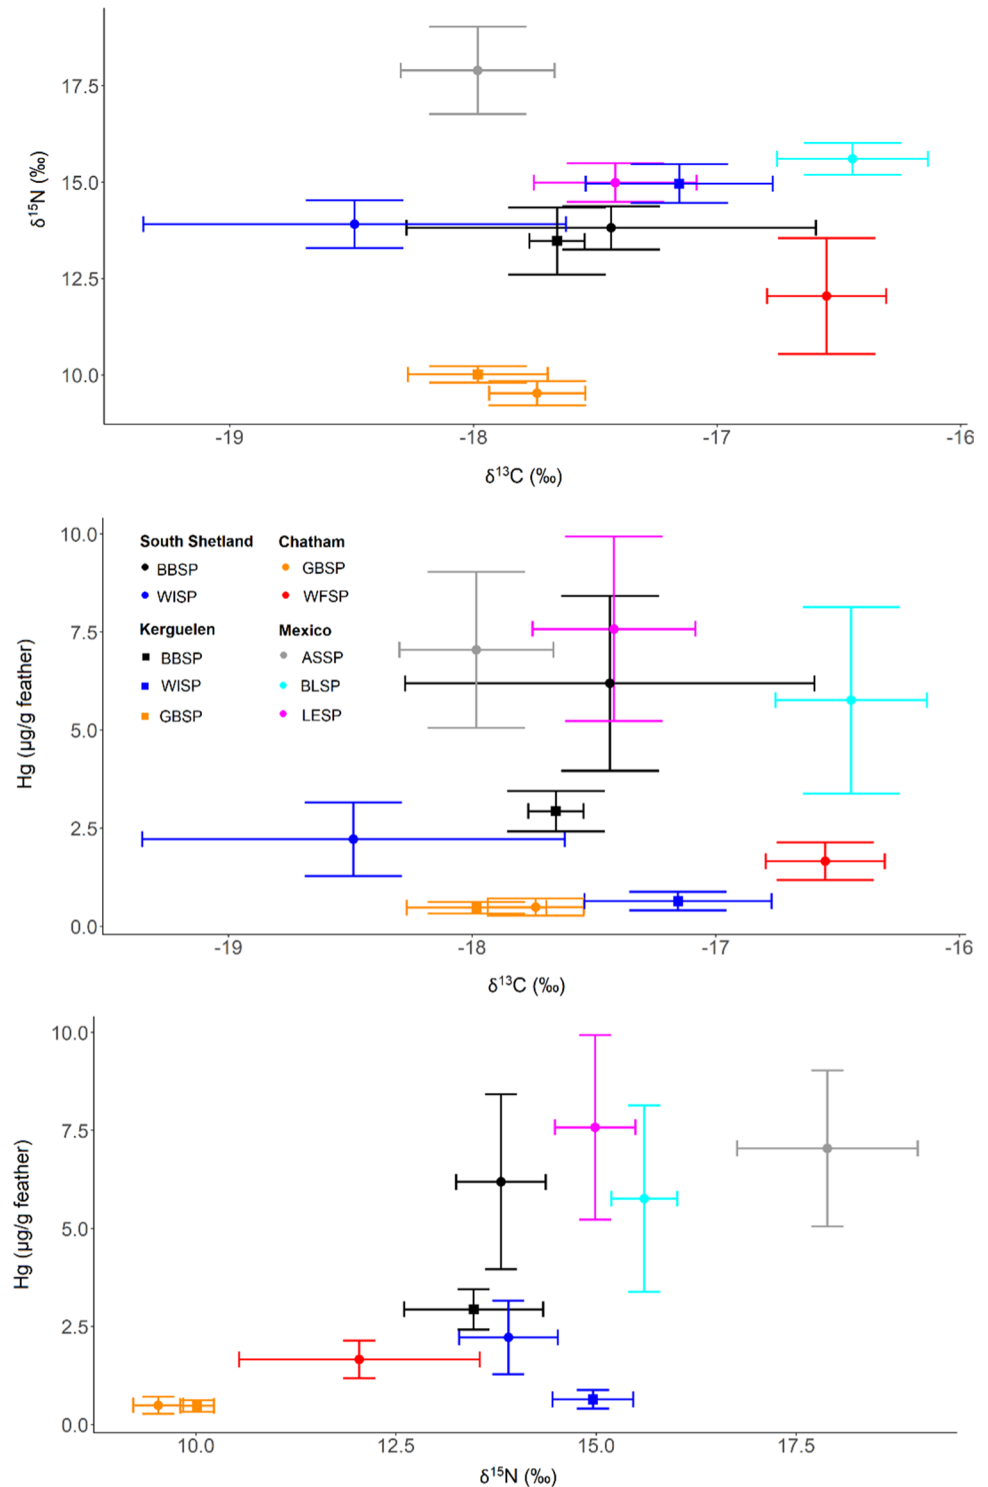 17.5
15.0
12.5
10.0
δ¹⁵N (‰)
-19 -18 -17 -16
δ¹³C (‰)
10.0
7.5
5.0
2.5
0.0
Hg (µg/g feather)
South Shetland Chatham
BBSP GBSP
WISP WFSP
Kerguelen Mexico
BBSP ASSP
WISP BLSP
GBSP LESP
-19 -18 -17 -16
δ¹³C (‰)
10.0
7.5
5.0
2.5
0.0
Hg (µg/g feather)
10.0 12.5 15.0 17.5
δ¹⁵N (‰)